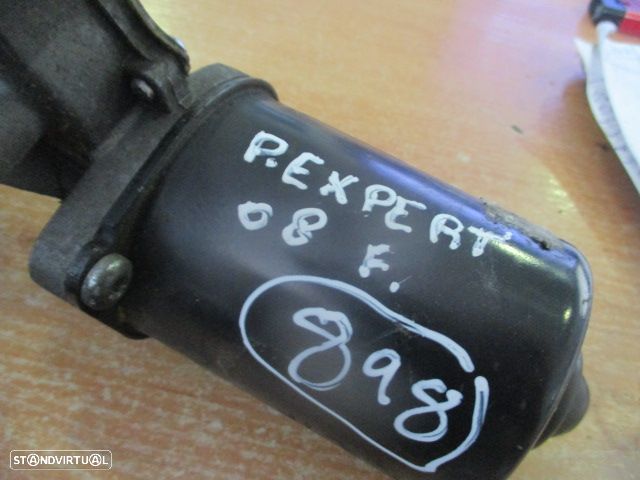 P.EXPERT
08 F.
898
STANDVIRTUAL